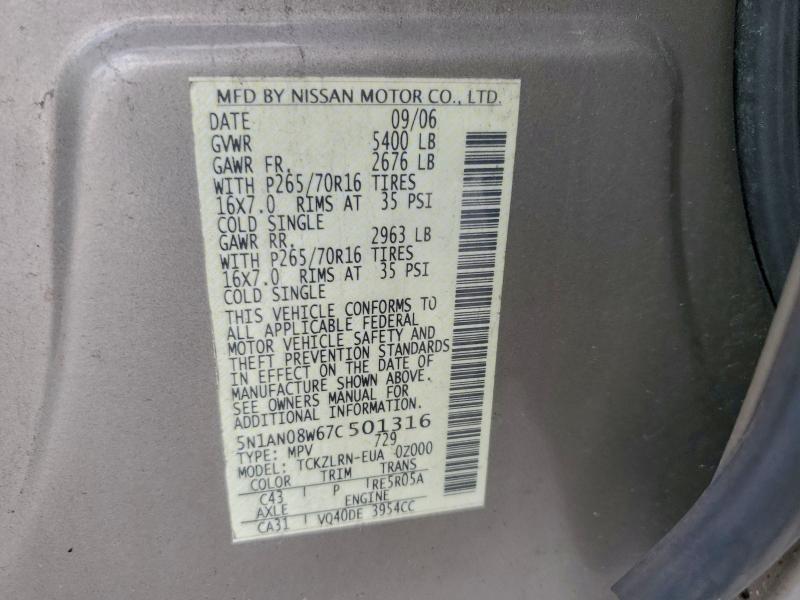 MFD BY NISSAN MOTOR CO., LTD.
DATE 09/06
GVWR 5400 LB
GAWR FR. 2676 LB
WITH P265/70R16 TIRES
16X7.0 RIMS AT 35 PSI
COLD SINGLE
GAWR RR. 2963 LB
WITH P265/70R16 TIRES
16X7.0 RIMS AT 35 PSI
COLD SINGLE
THIS VEHICLE CONFORMS TO
ALL APPLICABLE FEDERAL
MOTOR VEHICLE SAFETY AND
THEFT PREVENTION STANDARDS
IN EFFECT ON THE DATE OF
MANUFACTURE SHOWN ABOVE.
SEE OWNERS MANUAL FOR
ADDITIONAL INFORMATION.
5N1AN08W67C501316
TYPE: MPV 729
MODEL: TCKZLRN-EUA 0Z000
COLOR TRIM TRANS
C43 P RE5R05A
AXLE ENGINE
CA31 VQ40DE 3954CC